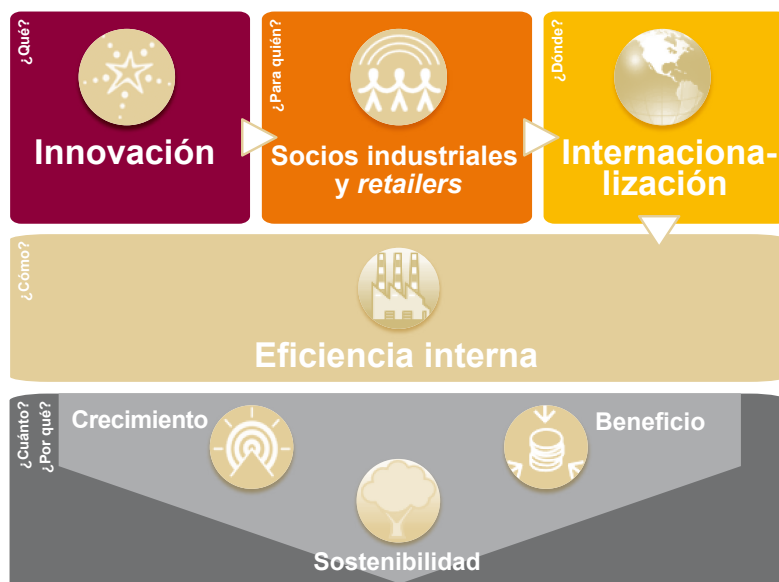 ¿Qué?
Innovación
¿Para quién?
Socios industriales
y retailers
¿Dónde?
Internaciona-
lización
¿Cómo?
Eficiencia interna
¿Cuánto?
¿Por qué?
Crecimiento
Beneficio
Sostenibilidad